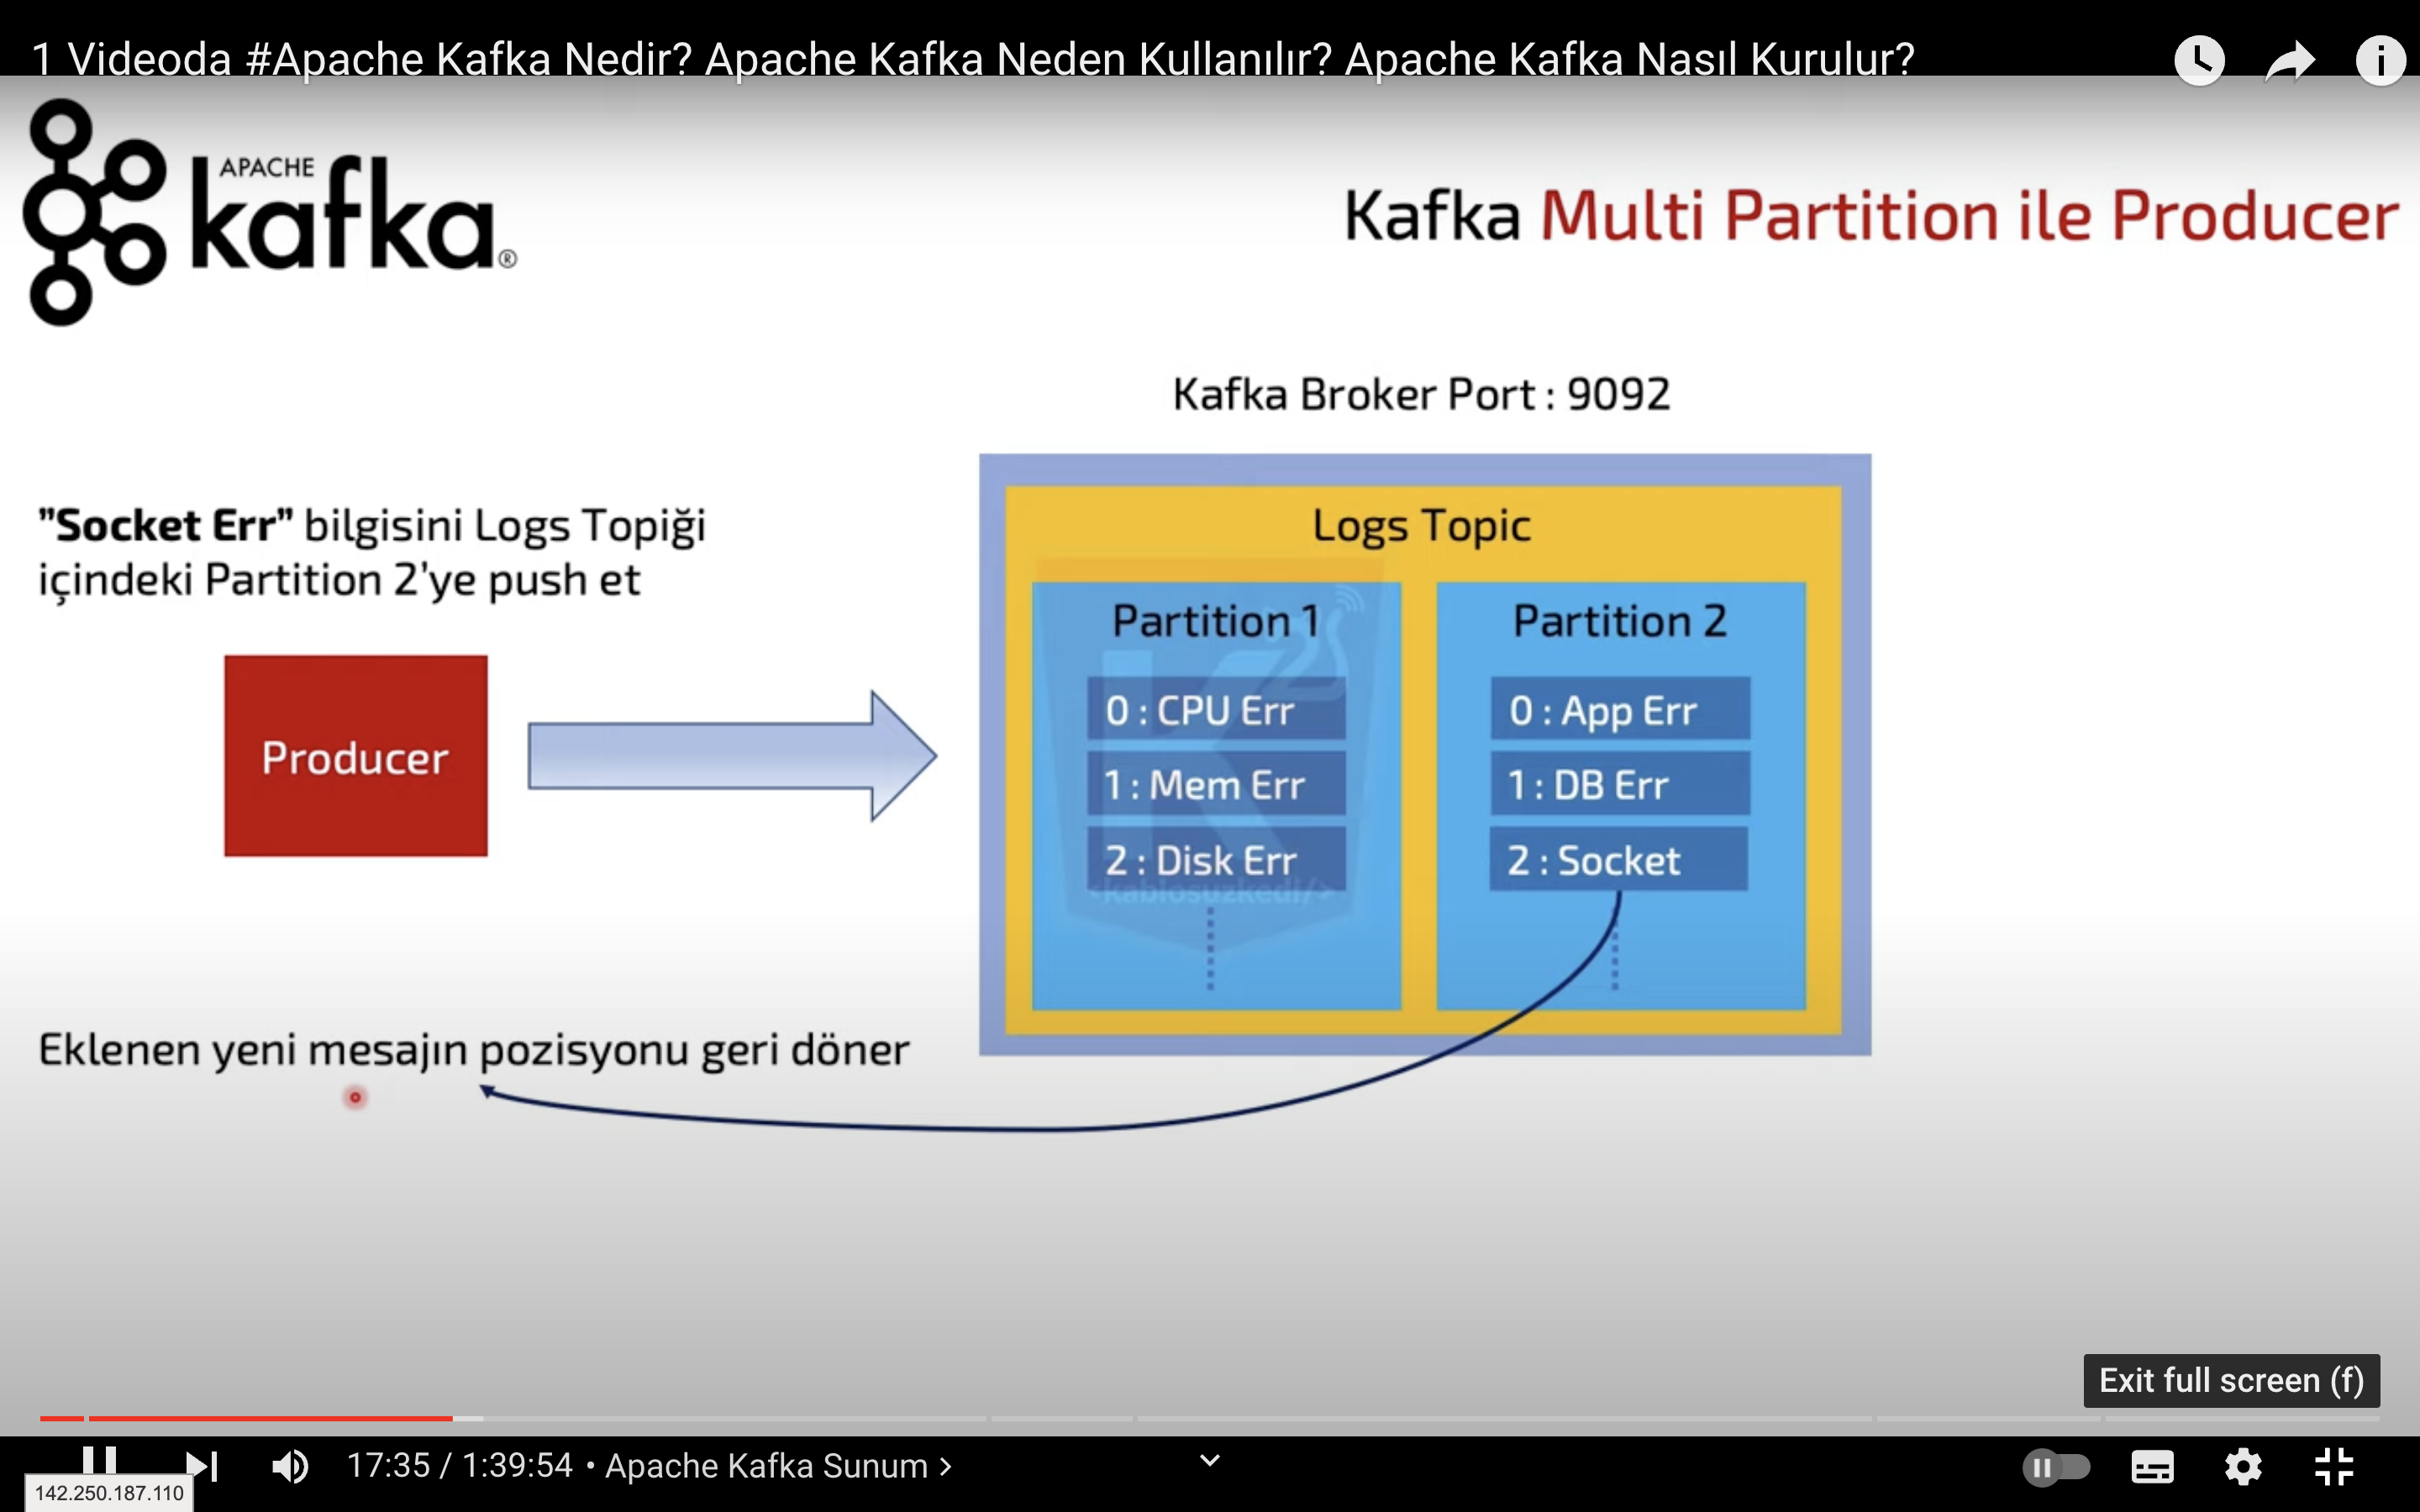 1 Videoda #Apache Kafka Nedir? Apache Kafka Neden Kullanılır? Apache Kafka Nasıl Kurulur?
APACHE
kafka®
Kafka Multi Partition ile Producer
Kafka Broker Port : 9092
"Socket Err" bilgisini Logs Topiği
içindeki Partition 2'ye push et
Producer
Logs Topic
Partition 1
0 : CPU Err
1 : Mem Err
2 : Disk Err
<kablosuzkedi/>
Partition 2
0 : App Err
1 : DB Err
2 : Socket
Eklenen yeni mesajın pozisyonu geri döner
Exit full screen (f)
17:35 / 1:39:54 • Apache Kafka Sunum >
142.250.187.110